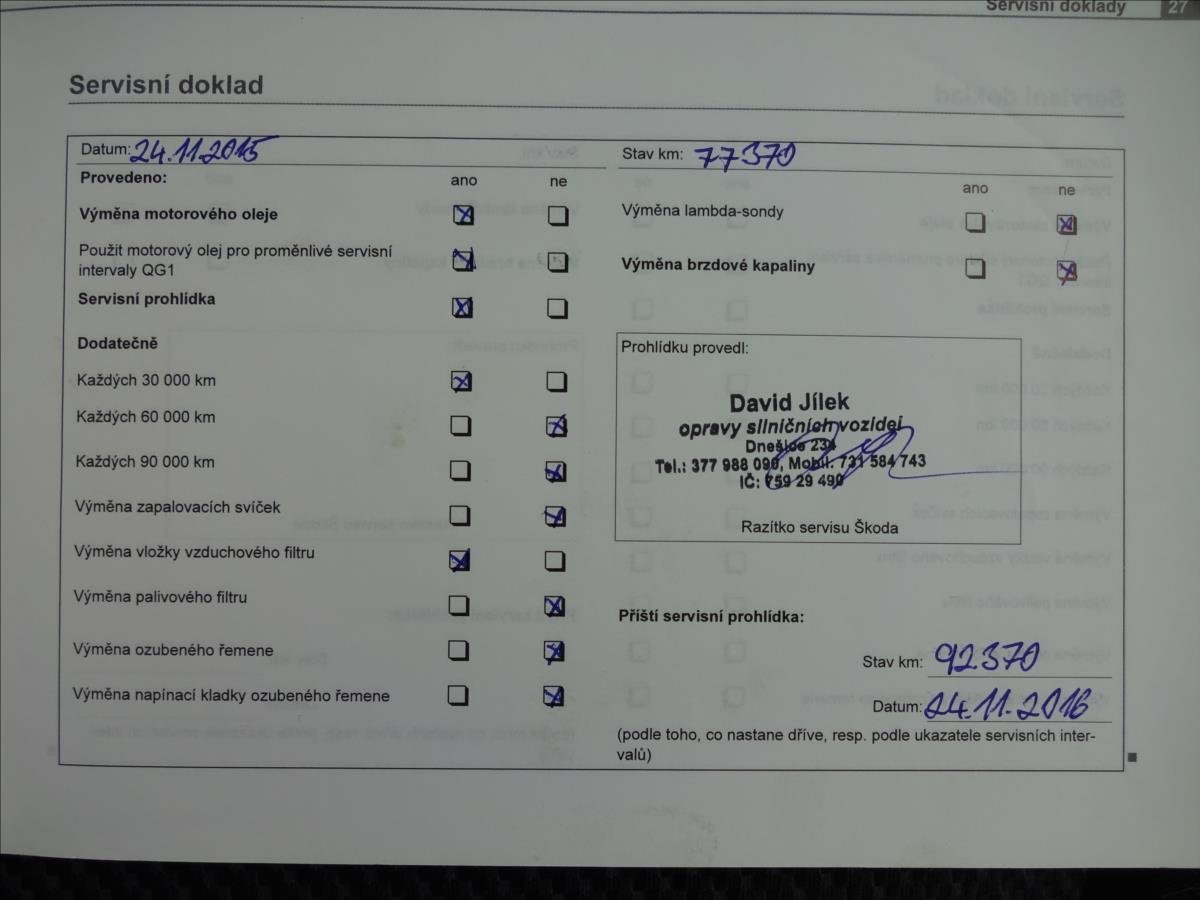 Servisní doklady 27
Servisní doklad
Datum: 24.11.2015
Provedeno: ano ne
Výměna motorového oleje
Použit motorový olej pro proměnlivé servisní
intervaly QG1
Servisní prohlídka
Dodatečně
Každých 30 000 km
Každých 60 000 km
Každých 90 000 km
Výměna zapalovacích svíček
Výměna vložky vzduchového filtru
Výměna palivového filtru
Výměna ozubeného řemene
Výměna napínací kladky ozubeného řemene
Stav km: 77370
ano ne
Výměna lambda-sondy
Výměna brzdové kapaliny
Prohlídku provedl:
David Jílek
opravy silničních vozidel
Dnešice 234
Tel.: 377 988 090, Mobil: 731 584 743
IČ: 759 29 490
Razítko servisu Škoda
Příští servisní prohlídka:
Stav km: 92370
Datum: 24.11.2016
(podle toho, co nastane dříve, resp. podle ukazatele servisních inter-
valů)